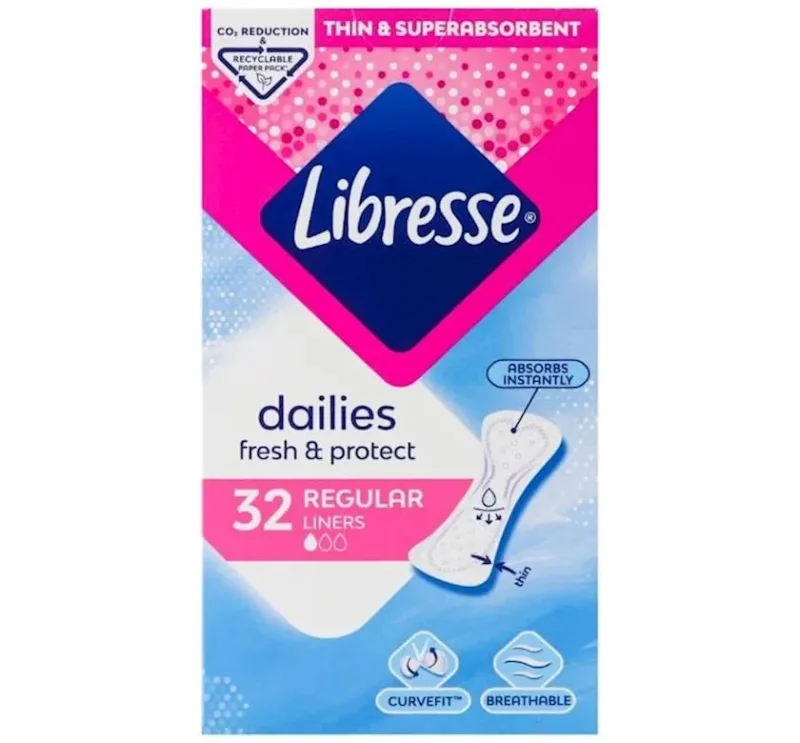 CO₂ REDUCTION
&
RECYCLABLE
PAPER PACK*
THIN & SUPERABSORBENT
Libresse®
ABSORBS
INSTANTLY
dailies
fresh & protect
32 REGULAR
LINERS
thin
CURVEFIT™
BREATHABLE